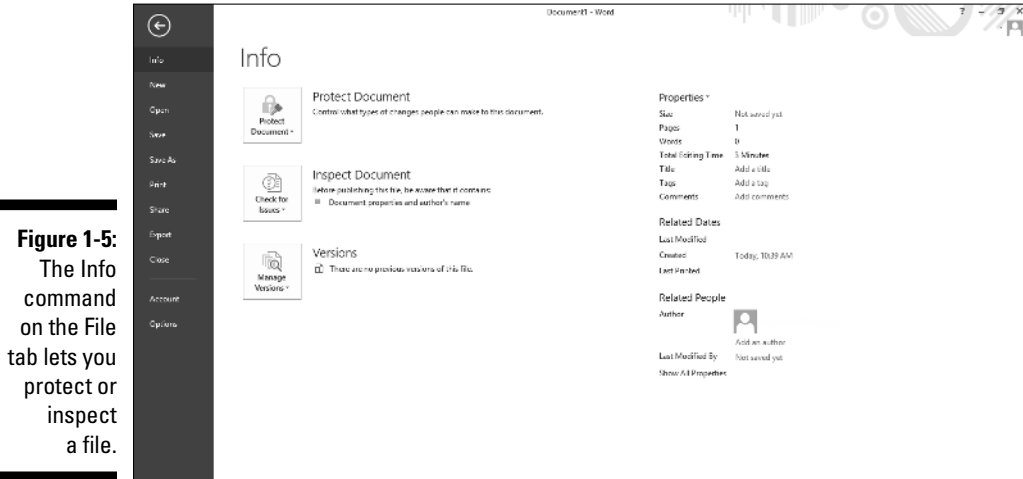 Document1 - Word
?
Info
New
Open
Save
Save As
Print
Share
Export
Close
Account
Options
Info
Protect Document
Control what types of changes people can make to this document.
Protect
Document
Inspect Document
Before publishing this file, be aware that it contains:
Document properties and author's name
Check for
Issues
Versions
There are no previous versions of this file.
Manage
Versions
Properties
Size Not saved yet
Pages 1
Words 0
Total Editing Time 3 Minutes
Title Add a title
Tags Add a tag
Comments Add comments
Related Dates
Last Modified
Created Today, 10:39 AM
Last Printed
Related People
Author
Add an author
Last Modified By Not saved yet
Show All Properties
Figure 1-5:
The Info
command
on the File
tab lets you
protect or
inspect
a file.